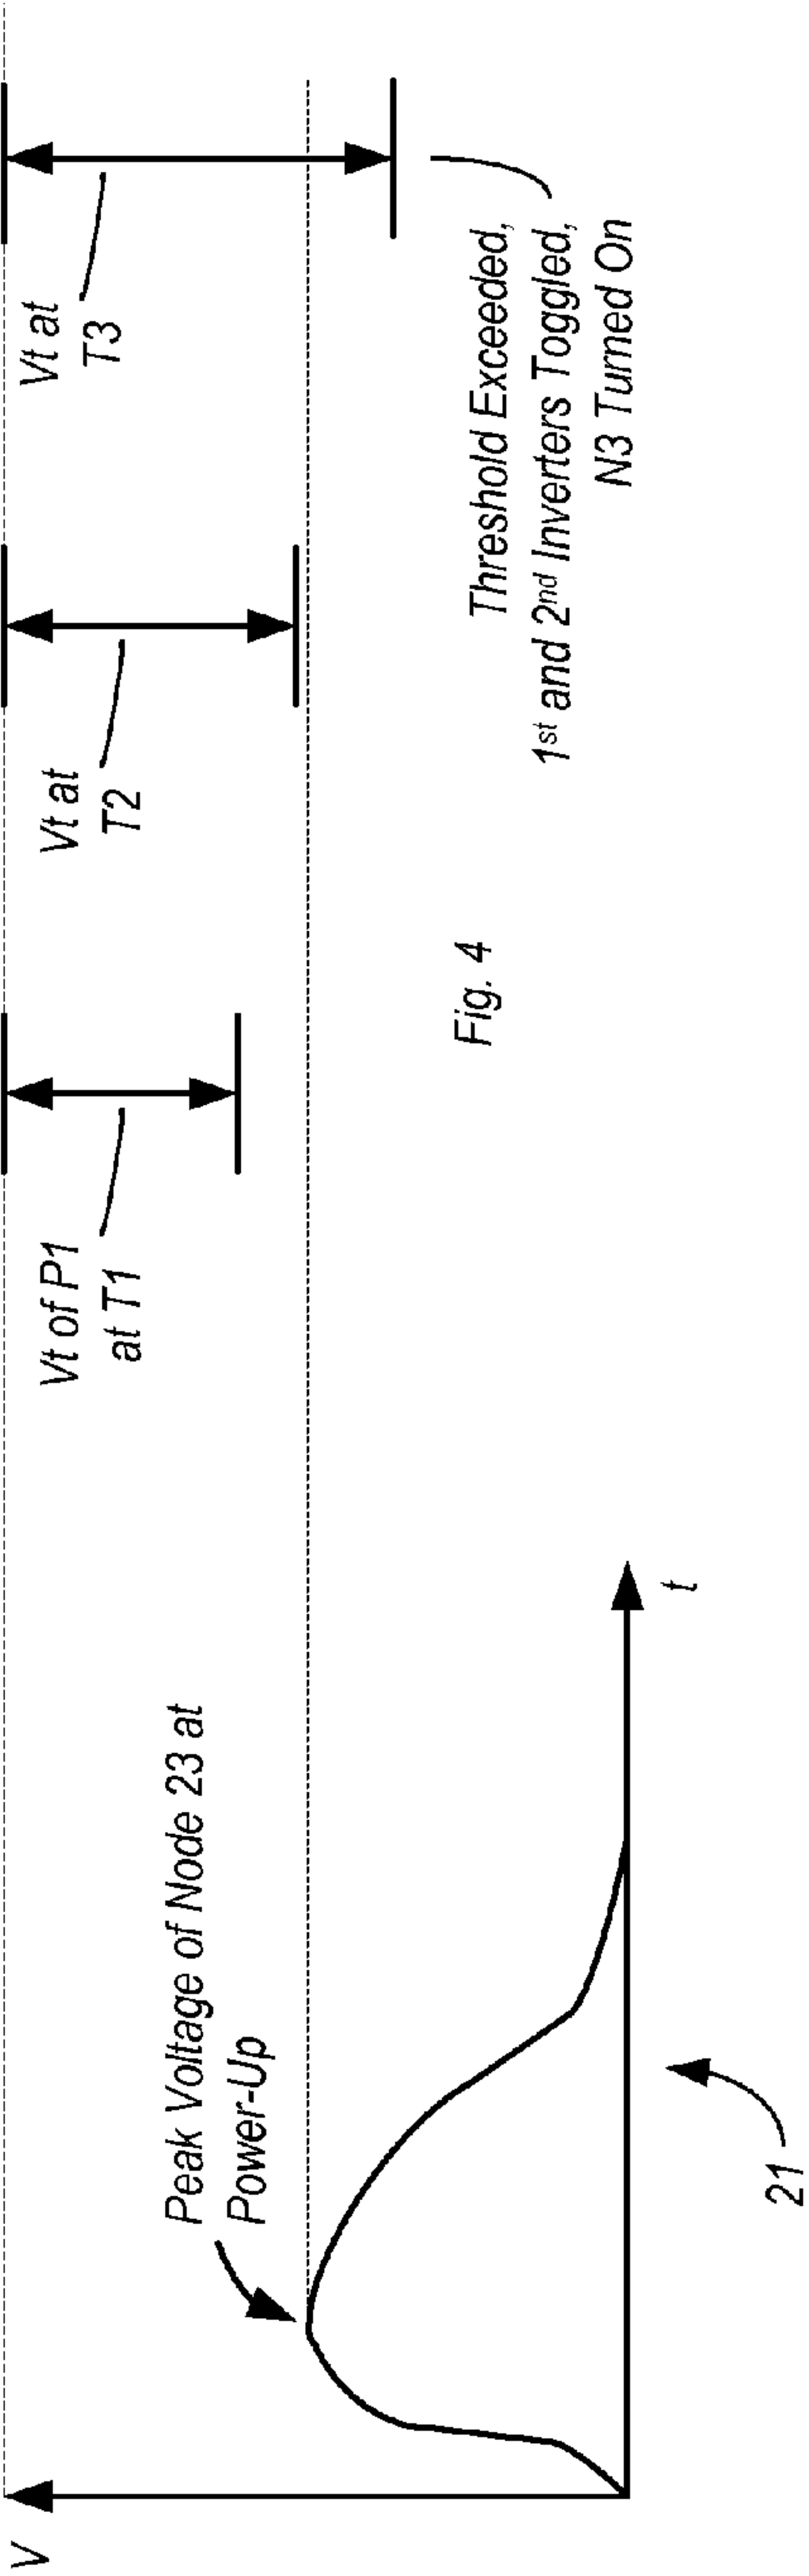 V
Peak Voltage of Node 23 at
Power-Up
t
21
Vt of P1
at T1
Vt at
T2
Vt at
T3
Threshold Exceeded,
1st and 2nd Inverters Toggled,
N3 Turned On
Fig. 4